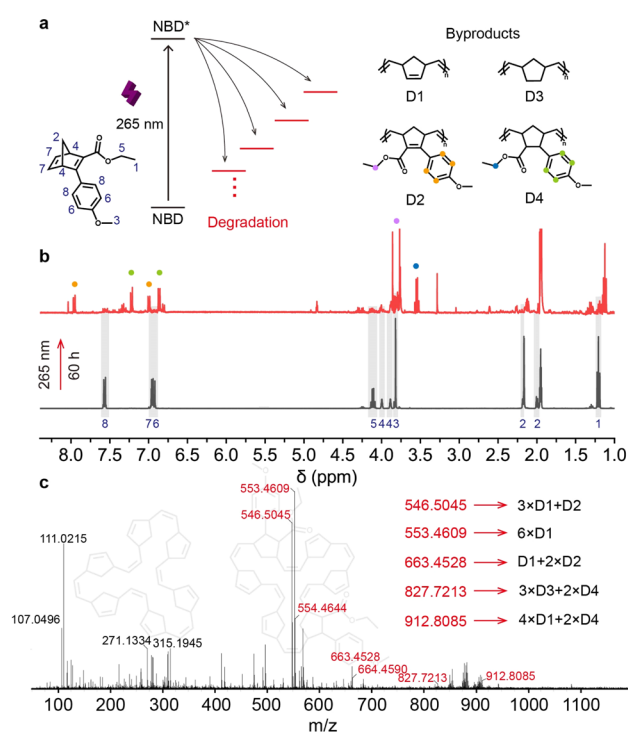 a
NBD*
265 nm
NBD
Degradation
2
7
4
7
4
O
O
5
1
8
8
6
6
O
3
Byproducts
n
D1
n
D3
n
O
O
O
D2
n
O
O
O
D4
b
265 nm
60 h
8
7 6
5 4 4 3
2 2
1
8.0 7.5 7.0 6.5 6.0 5.5 5.0 4.5 4.0 3.5 3.0 2.5 2.0 1.5 1.0
δ (ppm)
c
553.4609
546.5045
111.0215
107.0496
271.1334
315.1945
554.4644
663.4528
664.4590
827.7213
912.8085
546.5045 3×D1+D2
553.4609 6×D1
663.4528 D1+2×D2
827.7213 3×D3+2×D4
912.8085 4×D1+2×D4
100 200 300 400 500 600 700 800 900 1000 1100
m/z